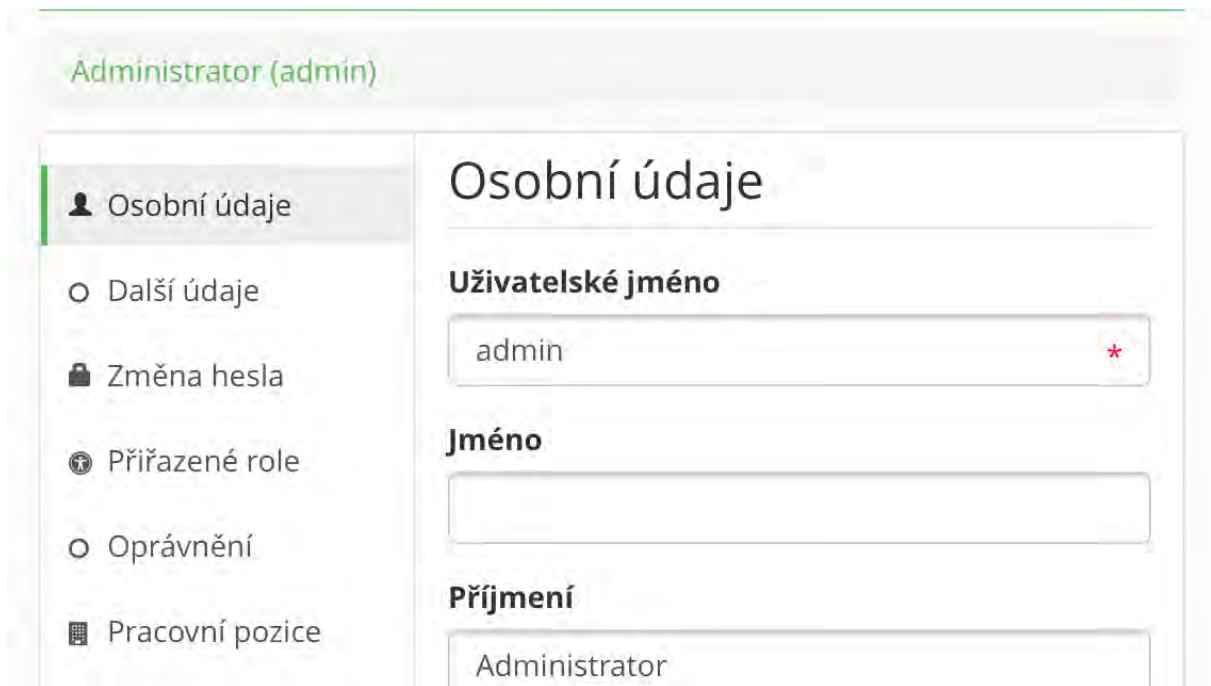 Administrator (admin)
Osobní údaje
Další údaje
Změna hesla
Přiřazené role
Oprávnění
Pracovní pozice
Osobní údaje
Uživatelské jméno
admin *
Jméno
Příjmení
Administrator